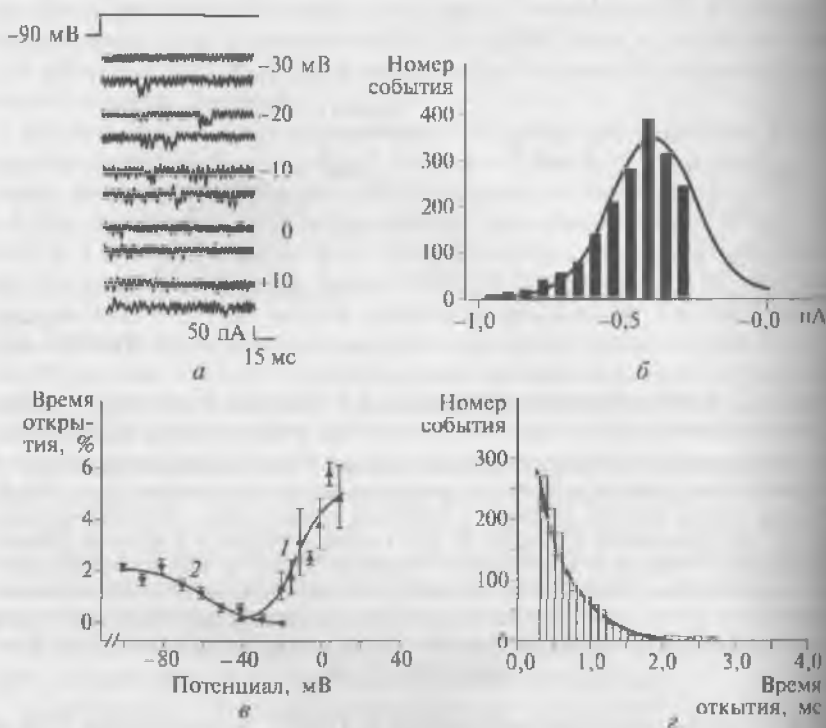 -90 мВ
-30 мВ
-20
-10
0
+10
50 пА
15 мс
а
Номер
события
400
300
200
100
0
-1,0
-0,5
-0,0
пА
б
Время
откры-
тия, %
6
4
2
0
1
2
-80
-40
0
40
Потенциал, мВ
в
Номер
события
300
200
100
0
0,0
1,0
2,0
3,0
4,0
Время
откытия, мс
г